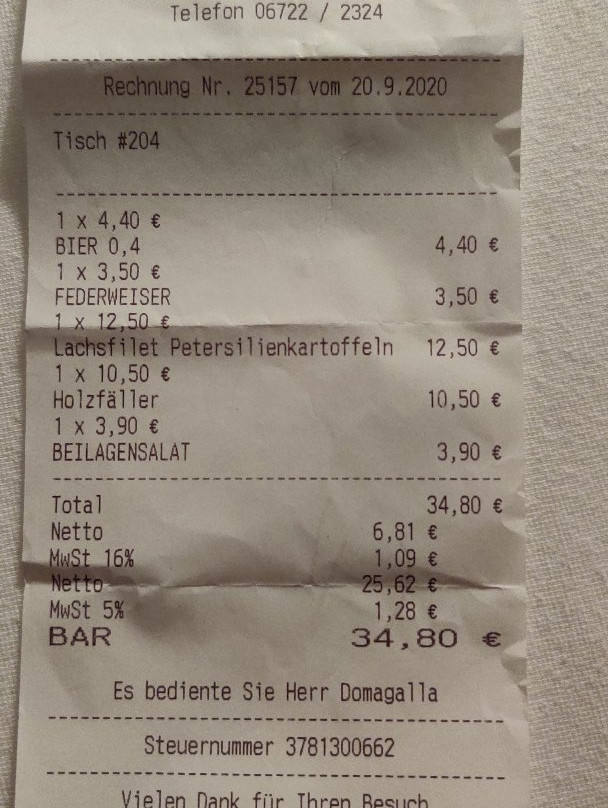 Telefon 06722 / 2324
Rechnung Nr. 25157 vom 20.9.2020
Tisch #204
1 x 4,40 €
BIER 0,4 4,40 €
1 x 3,50 €
FEDERWEISER 3,50 €
1 x 12,50 €
Lachsfilet Petersilienkartoffeln 12,50 €
1 x 10,50 €
Holzfäller 10,50 €
1 x 3,90 €
BEILAGENSALAT 3,90 €
Total 34,80 €
Netto 6,81 €
MwSt 16% 1,09 €
Netto 25,62 €
MwSt 5% 1,28 €
BAR 34,80 €
Es bediente Sie Herr Domagalla
Steuernummer 3781300662
Vielen Dank für Ihren Besuch